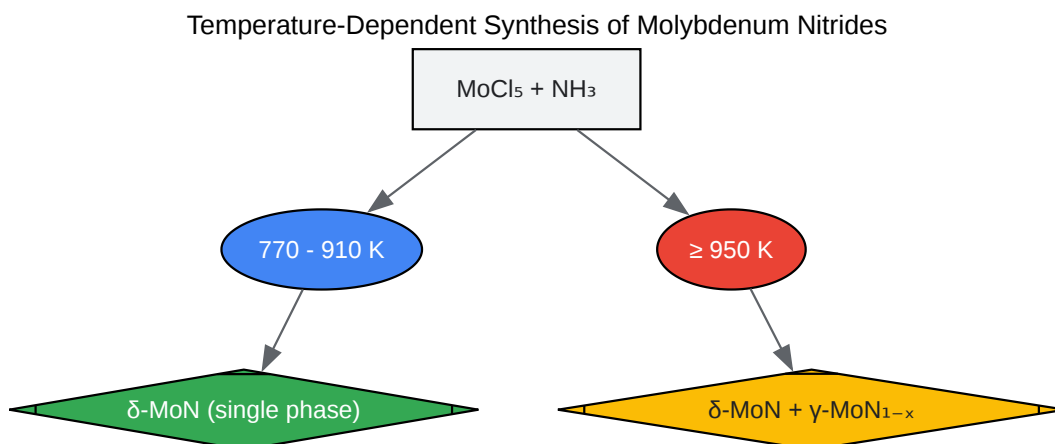 Temperature-Dependent Synthesis of Molybdenum Nitrides
MoCl₅ + NH₃
770 - 910 K
≥ 950 K
δ-MoN (single phase)
δ-MoN + γ-MoN₁₋ₓ